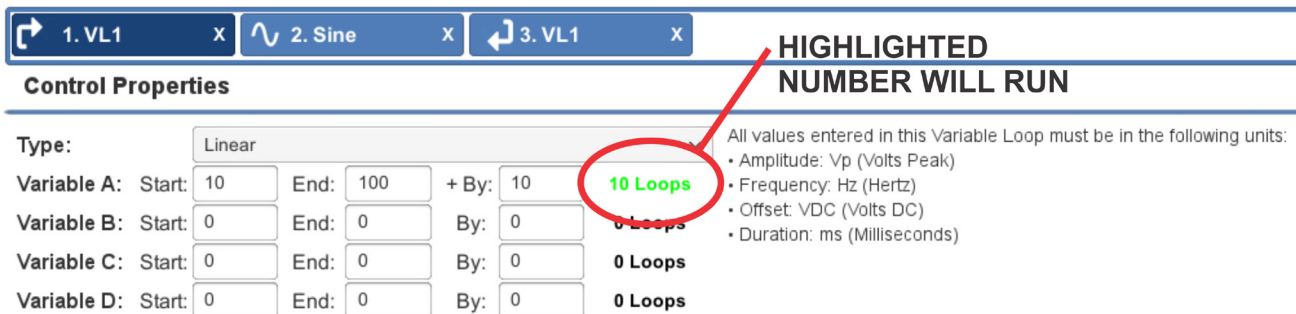 1. VL1 X 2. Sine X 3. VL1 X
HIGHLIGHTED
NUMBER WILL RUN
Control Properties
Type: Linear
All values entered in this Variable Loop must be in the following units:
• Amplitude: Vp (Volts Peak)
• Frequency: Hz (Hertz)
• Offset: VDC (Volts DC)
• Duration: ms (Milliseconds)
Variable A: Start: 10 End: 100 + By: 10 10 Loops
Variable B: Start: 0 End: 0 By: 0 0 Loops
Variable C: Start: 0 End: 0 By: 0 0 Loops
Variable D: Start: 0 End: 0 By: 0 0 Loops